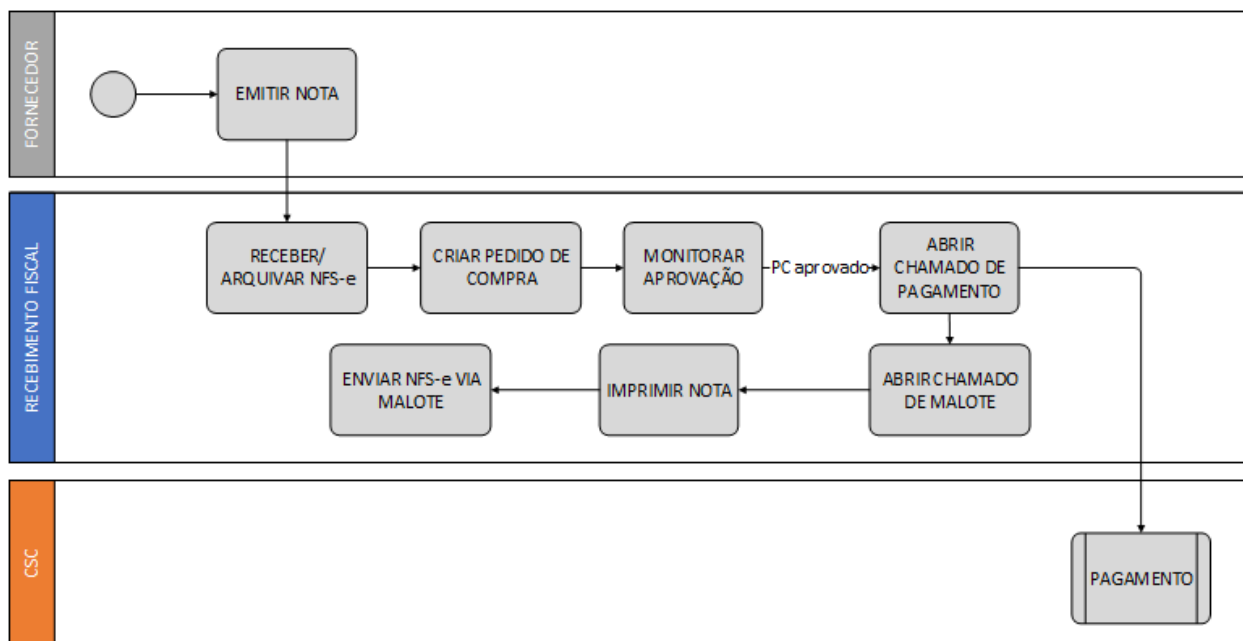 FORNECEDOR
EMITIR NOTA
RECEBIMENTO FISCAL
RECEBER/
ARQUIVAR NFS-e
CRIAR PEDIDO DE
COMPRA
MONITORAR
APROVAÇÃO
PC aprovado
ABRIR
CHAMADO DE
PAGAMENTO
ENVIAR NFS-e VIA
MALOTE
IMPRIMIR NOTA
ABRIR CHAMADO
DE MALOTE
CSC
PAGAMENTO